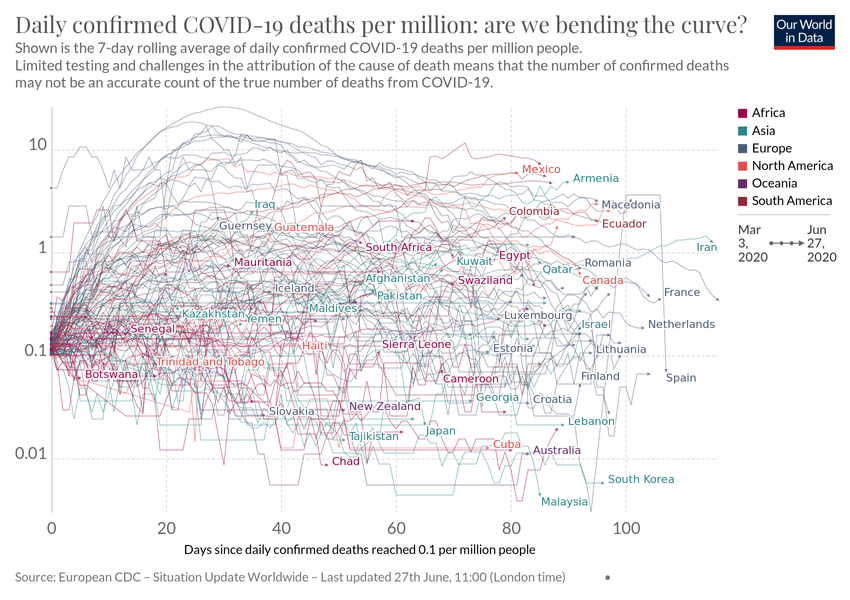 Daily confirmed COVID-19 deaths per million: are we bending the curve?
Our World
in Data
Shown is the 7-day rolling average of daily confirmed COVID-19 deaths per million people.
Limited testing and challenges in the attribution of the cause of death means that the number of confirmed deaths
may not be an accurate count of the true number of deaths from COVID-19.
10
1
0.1
0.01
Mexico
Armenia
Iraq
Macedonia
Colombia
Guernsey
Guatemala
Ecuador
South Africa
Iran
Egypt
Mauritania
Kuwait
Romania
Qatar
Afghanistan
Swaziland
Canada
Iceland
Pakistan
France
Maldives
Kazakhstan
Yemen
Luxembourg
Israel
Netherlands
Senegal
Haiti
Sierra Leone
Estonia
Lithuania
Trinidad and Tobago
Botswana
Cameroon
Finland
Spain
Georgia
Croatia
New Zealand
Slovakia
Lebanon
Japan
Tajikistan
Cuba
Australia
Chad
South Korea
Malaysia
Africa
Asia
Europe
North America
Oceania
South America
Mar
3,
2020
Jun
27,
2020
0
20
40
60
80
100
Days since daily confirmed deaths reached 0.1 per million people
Source: European CDC – Situation Update Worldwide – Last updated 27th June, 11:00 (London time)